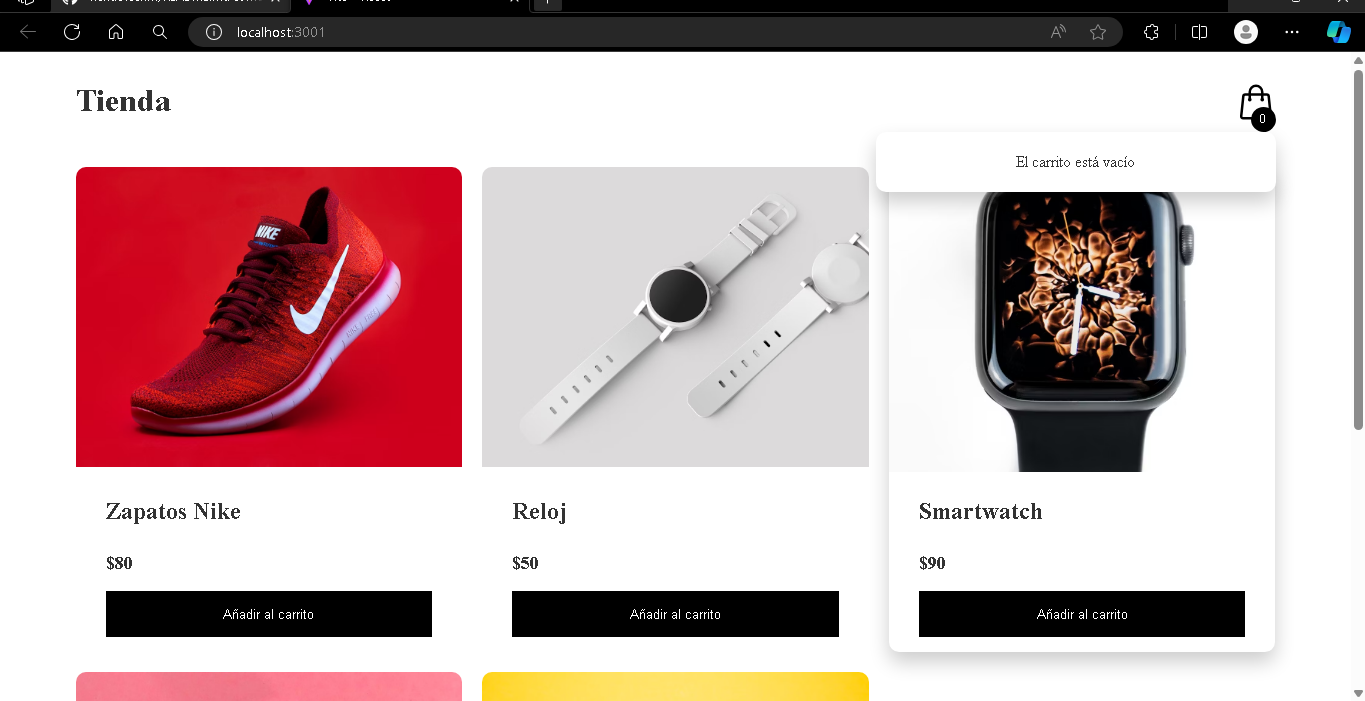 localhost:3001
Tienda
0
El carrito está vacío
NIKE
Zapatos Nike
Reloj
Smartwatch
$80
$50
$90
Añadir al carrito
Añadir al carrito
Añadir al carrito